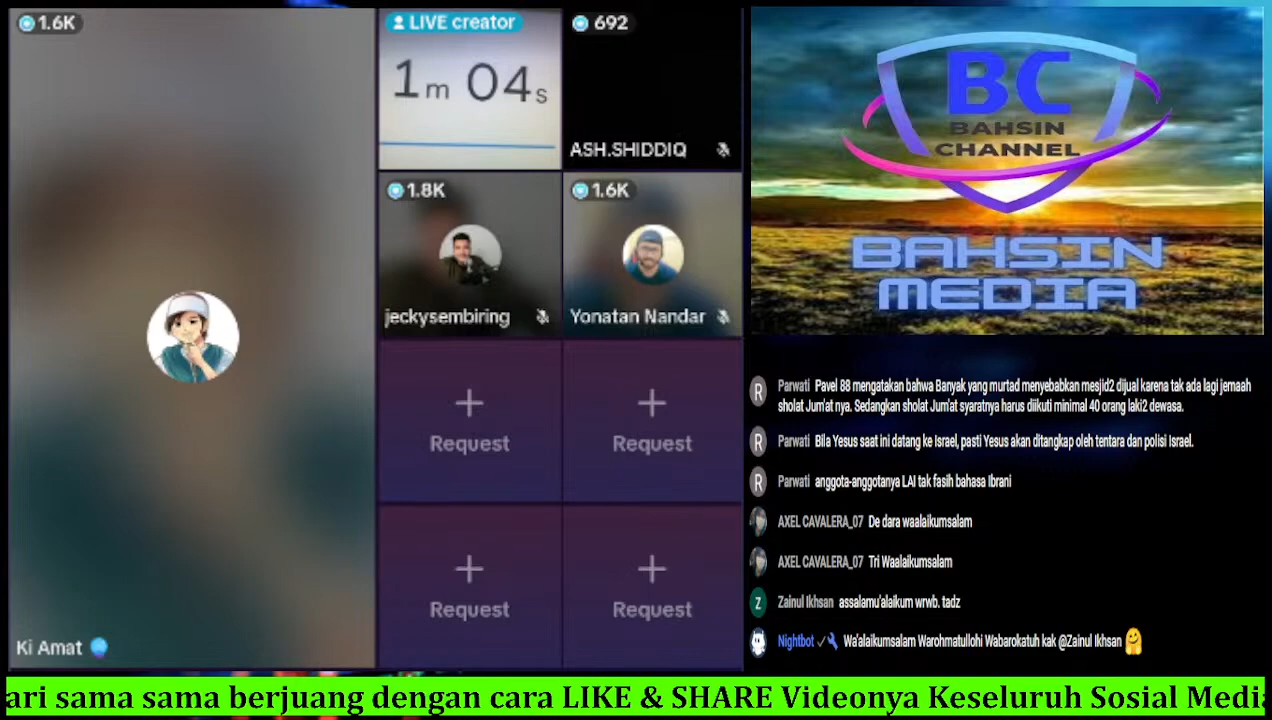 1.6K
LIVE creator
1m 04s
692
ASH.SHIDDIQ
1.8K
jeckysembiring
1.6K
Yonatan Nandar
Request
Request
Request
Request
Ki Amat
BC
BAHSIN
CHANNEL
BAHSIN
MEDIA
R Parwati Pavel 88 mengatakan bahwa Banyak yang murtad menyebabkan mesjid2 dijual karena tak ada lagi jemaah
sholat Jum'at nya. Sedangkan sholat Jum'at syaratnya harus diikuti minimal 40 orang laki2 dewasa.
R Parwati Bila Yesus saat ini datang ke Israel, pasti Yesus akan ditangkap oleh tentara dan polisi Israel.
R Parwati anggota-anggotanya LAI tak fasih bahasa Ibrani
AXEL CAVALERA_07 De dara waalaikumsalam
AXEL CAVALERA_07 Tri Waalaikumsalam
Z Zainul Ikhsan assalamu'alaikum wrwb. tadz
Nightbot Wa'alaikumsalam Warohmatullohi Wabarokatuh kak @Zainul Ikhsan 🤗
ari sama sama berjuang dengan cara LIKE & SHARE Videonya Keseluruh Sosial Media